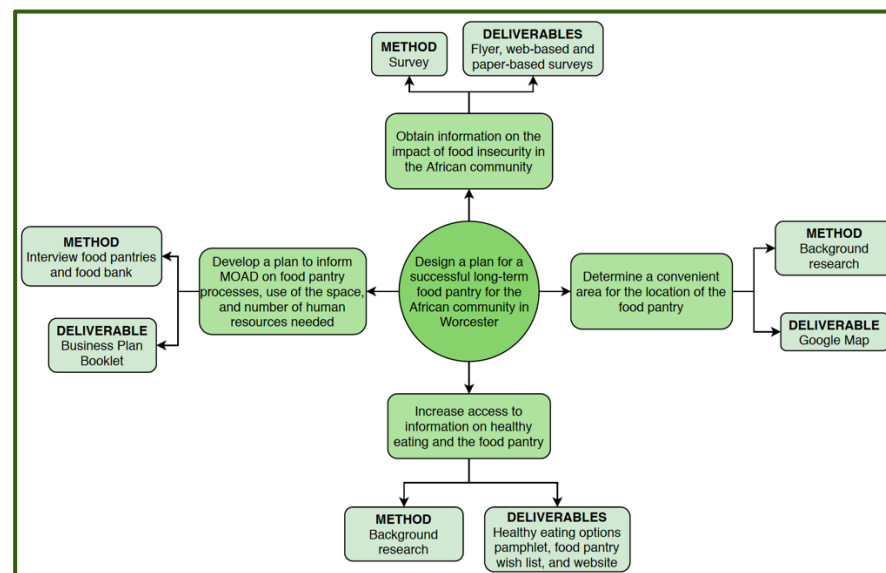 METHOD
Survey
DELIVERABLES
Flyer, web-based and
paper-based surveys
Obtain information on the
impact of food insecurity in
the African community
METHOD
Interview food pantries
and food bank
DELIVERABLE
Business Plan
Booklet
Develop a plan to inform
MOAD on food pantry
processes, use of the space,
and number of human
resources needed
Design a plan for a
successful long-term
food pantry for the
African community in
Worcester
Determine a convenient
area for the location of the
food pantry
METHOD
Background
research
DELIVERABLE
Google Map
Increase access to
information on healthy
eating and the food pantry
METHOD
Background
research
DELIVERABLES
Healthy eating options
pamphlet, food pantry
wish list, and website